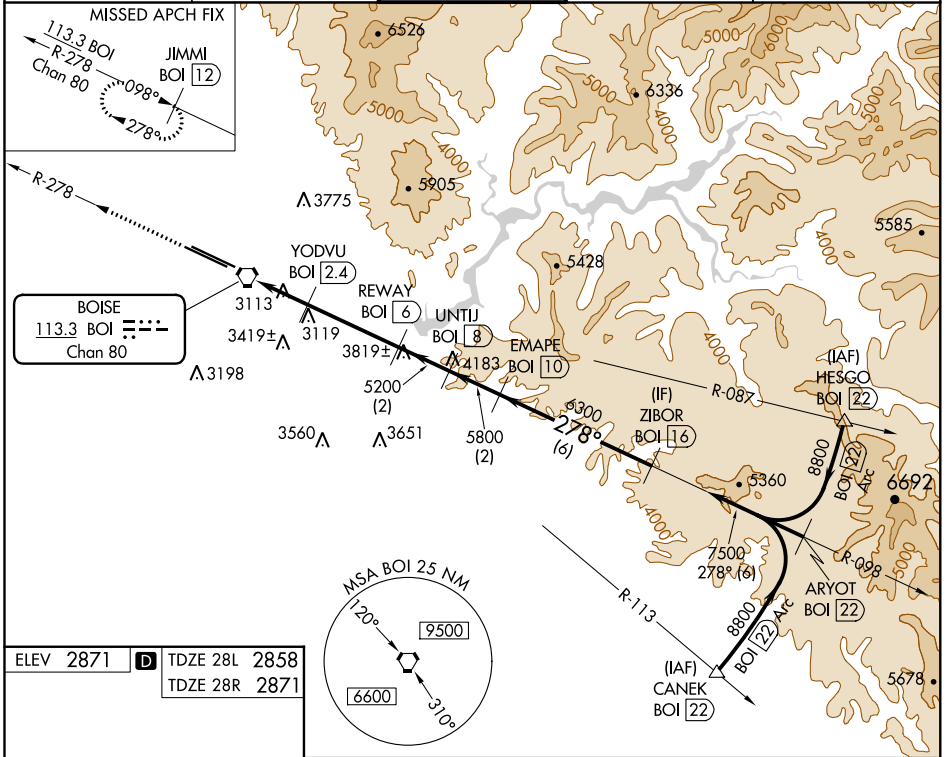 MISSED APCH FIX
113.3 BOI
Chan 80
R-278
JIMMI
BOI 12
098°
278°
6526
5000
5000
6000
6336
4000
5000
4000
4000
5000
R-278
5905
3775
5585
4000
YODVU
BOI 2.4
5428
REWAY
BOI 6
BOISE
113.3 BOI
Chan 80
3113
3119
3419±
UNTIJ
BOI 8
3819±
4183
EMAPE
BOI 10
(IAF)
HESGO
BOI 22
R-087
3198
5200
(2)
(IF)
ZIBOR
BOI 16
6300
278°
(6)
5800
(2)
3560
3651
8800
BOI 22 Arc
5360
6692
4000
7500
278° (6)
5000
R-098
ARYOT
BOI 22
R-113
8800
BOI 22 Arc
MSA BOI 25 NM
120°
9500
6600
310°
(IAF)
CANEK
BOI 22
5678
ELEV 2871
D
TDZE 28L 2858
TDZE 28R 2871